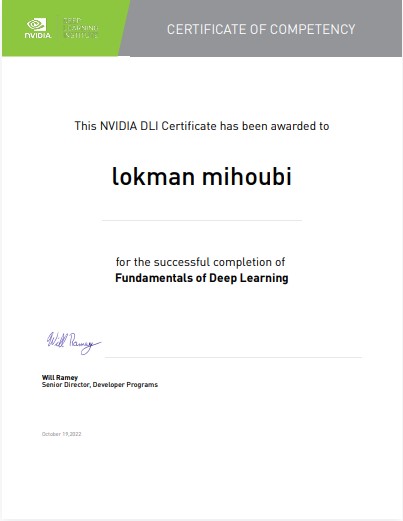 NVIDIA.
DEEP
LEARNING
INSTITUTE
CERTIFICATE OF COMPETENCY
This NVIDIA DLI Certificate has been awarded to
lokman mihoubi
for the successful completion of
Fundamentals of Deep Learning
Will Ramey
Will Ramey
Senior Director, Developer Programs
October 19,2022